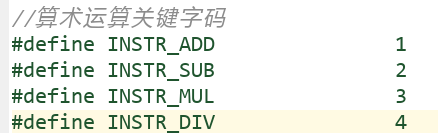 //算术运算关键字码
#define INSTR_ADD 1
#define INSTR_SUB 2
#define INSTR_MUL 3
#define INSTR_DIV 4